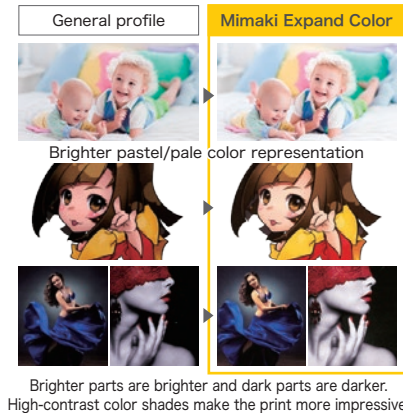 General profile
Mimaki Expand Color
Brighter pastel/pale color representation
Brighter parts are brighter and dark parts are darker.
High-contrast color shades make the print more impressive